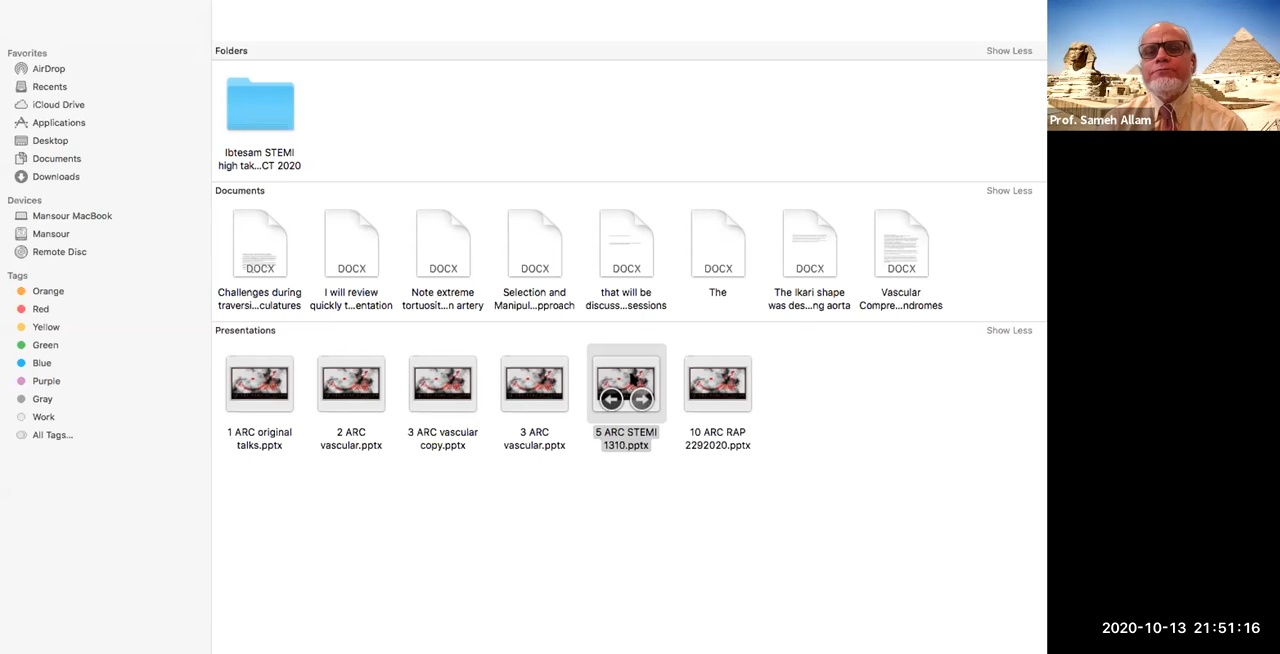 Favorites
AirDrop
Recents
iCloud Drive
Applications
Desktop
Documents
Downloads
Devices
Mansour MacBook
Mansour
Remote Disc
Tags
Orange
Red
Yellow
Green
Blue
Purple
Gray
Work
All Tags...
Folders
Show Less
Ibtesam STEMI
high tak...CT 2020
Documents
Show Less
DOCX
DOCX
DOCX
DOCX
DOCX
DOCX
DOCX
DOCX
Challenges during
traversi...culatures
I will review
quickly t...entation
Note extreme
tortuosit...n artery
Selection and
Manipul...pproach
that will be
discuss...sessions
The
The Ikari shape
was des...ng aorta
Vascular
Compre...ndromes
Presentations
Show Less
1 ARC original
talks.pptx
2 ARC
vascular.pptx
3 ARC vascular
copy.pptx
3 ARC
vascular.pptx
5 ARC STEMI
1310.pptx
10 ARC RAP
2292020.pptx
Prof. Sameh Allam
2020-10-13 21:51:16